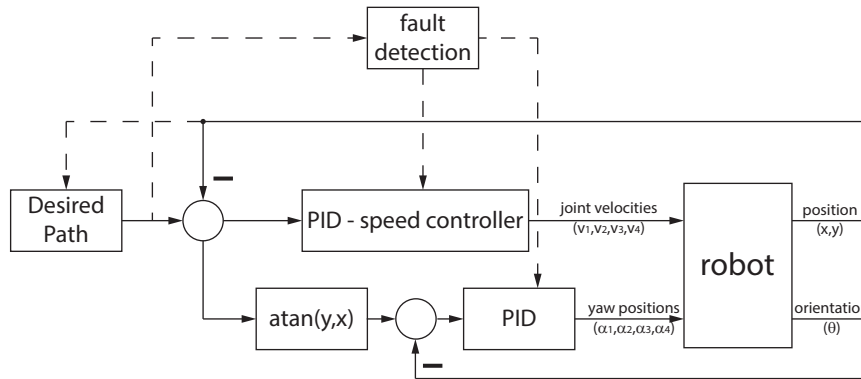 fault
detection
Desired
Path
PID - speed controller
joint velocities
(v1,v2,v3,v4)
robot
position
(x,y)
atan(y,x)
PID
yaw positions
(α1,α2,α3,α4)
orientation
(θ)